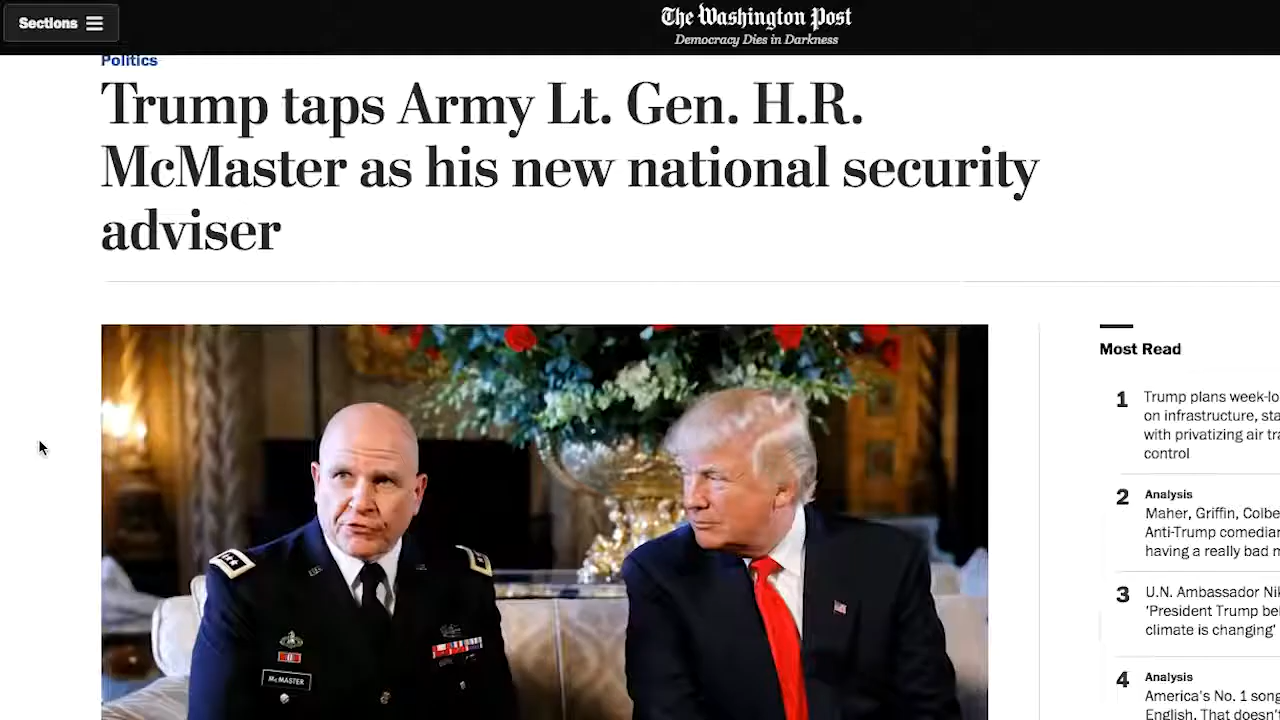 Sections
The Washington Post
Democracy Dies in Darkness
Politics
Trump taps Army Lt. Gen. H.R.
McMaster as his new national security
adviser
McMASTER
Most Read
1
Trump plans week-lo
on infrastructure, sta
with privatizing air tra
control
2
Analysis
Maher, Griffin, Colbe
Anti-Trump comedian
having a really bad m
3
U.N. Ambassador Nik
'President Trump be
climate is changing'
4
Analysis
America's No. 1 song
English. That doesn't